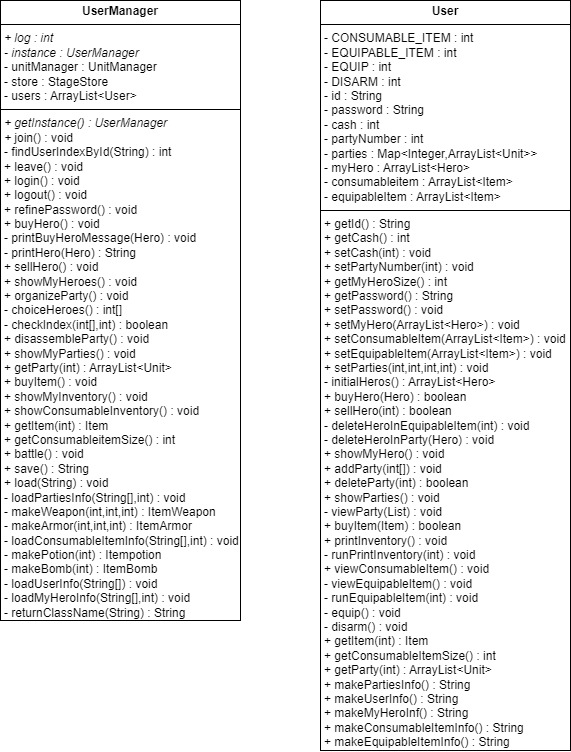 UserManager
+ log : int
- instance : UserManager
- unitManager : UnitManager
- store : StageStore
- users : ArrayList<User>
+ getInstance() : UserManager
+ join() : void
- findUserIndexById(String) : int
+ leave() : void
+ login() : void
+ logout() : void
+ refinePassword() : void
+ buyHero() : void
- printBuyHeroMessage(Hero) : void
- printHero(Hero) : String
+ sellHero() : void
+ showMyHeroes() : void
+ organizeParty() : void
- choiceHeroes() : int[]
- checkIndex(int[],int) : boolean
+ disassembleParty() : void
+ showMyParties() : void
+ getParty(int) : ArrayList<Unit>
+ buyItem() : void
+ showMyInventory() : void
+ showConsumableInventory() : void
+ getItem(int) : Item
+ getConsumableitemSize() : int
+ battle() : void
+ save() : String
+ load(String) : void
- loadPartiesInfo(String[],int) : void
- makeWeapon(int,int,int) : ItemWeapon
- makeArmor(int,int,int) : ItemArmor
- loadConsumableItemInfo(String[],int) : void
- makePotion(int) : Itempotion
- makeBomb(int) : ItemBomb
- loadUserInfo(String[]) : void
- loadMyHeroInfo(String[],int) : void
- returnClassName(String) : String
User
- CONSUMABLE_ITEM : int
- EQUIPABLE_ITEM : int
- EQUIP : int
- DISARM : int
- id : String
- password : String
- cash : int
- partyNumber : int
- parties : Map<Integer,ArrayList<Unit>>
- myHero : ArrayList<Hero>
- consumableitem : ArrayList<Item>
- equipableItem : ArrayList<Item>
+ getId() : String
+ getCash() : int
+ setCash(int) : void
+ setPartyNumber(int) : void
+ getMyHeroSize() : int
+ getPassword() : String
+ setPassword() : void
+ setMyHero(ArrayList<Hero>) : void
+ setConsumableItem(ArrayList<Item>) : void
+ setEquipableItem(ArrayList<Item>) : void
+ setParties(int,int,int,int) : void
- initialHeros() : ArrayList<Hero>
+ buyHero(Hero) : boolean
+ sellHero(int) : boolean
- deleteHeroInEquipableItem(int) : void
- deleteHeroInParty(Hero) : void
+ showMyHero() : void
+ addParty(int[]) : void
+ deleteParty(int) : boolean
+ showParties() : void
- viewParty(List) : void
+ buyItem(Item) : boolean
+ printInventory() : void
- runPrintInventory(int) : void
+ viewConsumableItem() : void
- viewEquipableItem() : void
- runEquipableItem(int) : void
- equip() : void
- disarm() : void
+ getItem(int) : Item
+ getConsumableItemSize() : int
+ getParty(int) : ArrayList<Unit>
+ makePartiesInfo() : String
+ makeUserInfo() : String
+ makeMyHeroInf() : String
+ makeConsumableItemInfo() : String
+ makeEquipableItemInfo() : String